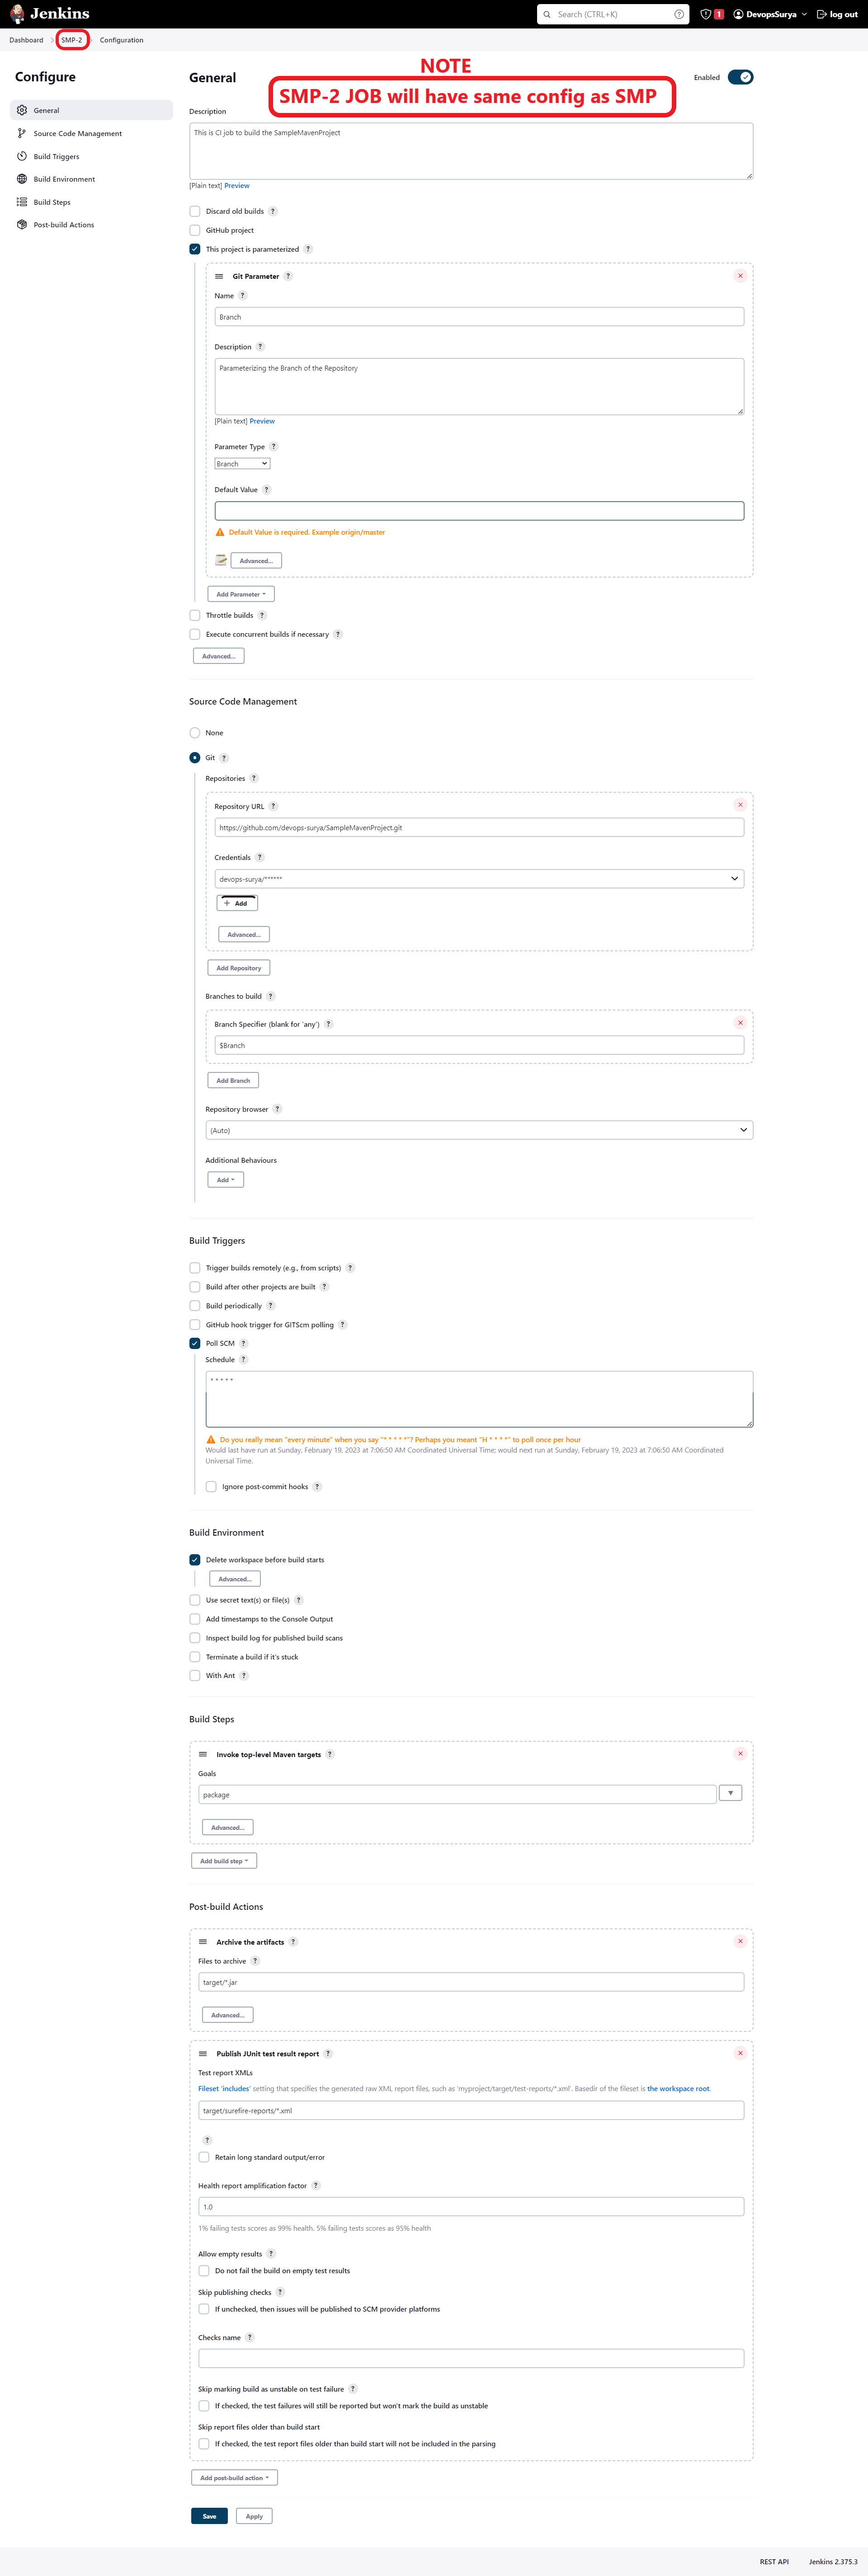 Jenkins
Search (CTRL+K)
?
1
DevopsSurya
log out
Dashboard
SMP-2
Configuration
NOTE
SMP-2 JOB will have same config as SMP
Configure
General
Source Code Management
Build Triggers
Build Environment
Build Steps
Post-build Actions
General
Enabled
Description
This is CI job to build the SampleMavenProject
[Plain text] Preview
Discard old builds ?
GitHub project
This project is parameterized ?
Git Parameter ?
Name ?
Branch
Description ?
Parameterizing the Branch of the Repository
[Plain text] Preview
Parameter Type ?
Branch
Default Value ?
Default Value is required. Example origin/master
Advanced...
Add Parameter
Throttle builds ?
Execute concurrent builds if necessary ?
Advanced...
Source Code Management
None
Git ?
Repositories ?
Repository URL ?
https://github.com/devops-surya/SampleMavenProject.git
Credentials ?
devops-surya/******
+ Add
Advanced...
Add Repository
Branches to build ?
Branch Specifier (blank for 'any') ?
$Branch
Add Branch
Repository browser ?
(Auto)
Additional Behaviours
Add
Build Triggers
Trigger builds remotely (e.g., from scripts) ?
Build after other projects are built ?
Build periodically ?
GitHub hook trigger for GITScm polling ?
Poll SCM ?
Schedule ?
* * * * *
Do you really mean "every minute" when you say "* * * * *"? Perhaps you meant "H * * * *" to poll once per hour
Would last have run at Sunday, February 19, 2023 at 7:06:50 AM Coordinated Universal Time; would next run at Sunday, February 19, 2023 at 7:06:50 AM Coordinated
Universal Time.
Ignore post-commit hooks ?
Build Environment
Delete workspace before build starts
Advanced...
Use secret text(s) or file(s) ?
Add timestamps to the Console Output
Inspect build log for published build scans
Terminate a build if it's stuck
With Ant ?
Build Steps
Invoke top-level Maven targets ?
Goals
package
Advanced...
Add build step
Post-build Actions
Archive the artifacts ?
Files to archive ?
target/*.jar
Advanced...
Publish JUnit test result report ?
Test report XMLs
Fileset 'includes' setting that specifies the generated raw XML report files, such as 'myproject/target/test-reports/*.xml'. Basedir of the fileset is the workspace root.
target/surefire-reports/*.xml
?
Retain long standard output/error
Health report amplification factor ?
1.0
1% failing tests scores as 99% health. 5% failing tests scores as 95% health
Allow empty results ?
Do not fail the build on empty test results
Skip publishing checks ?
If unchecked, then issues will be published to SCM provider platforms
Checks name ?
Skip marking build as unstable on test failure ?
If checked, the test failures will still be reported but won't mark the build as unstable
Skip report files older than build start
If checked, the test report files older than build start will not be included in the parsing
Add post-build action
Save
Apply
REST API
Jenkins 2.375.3